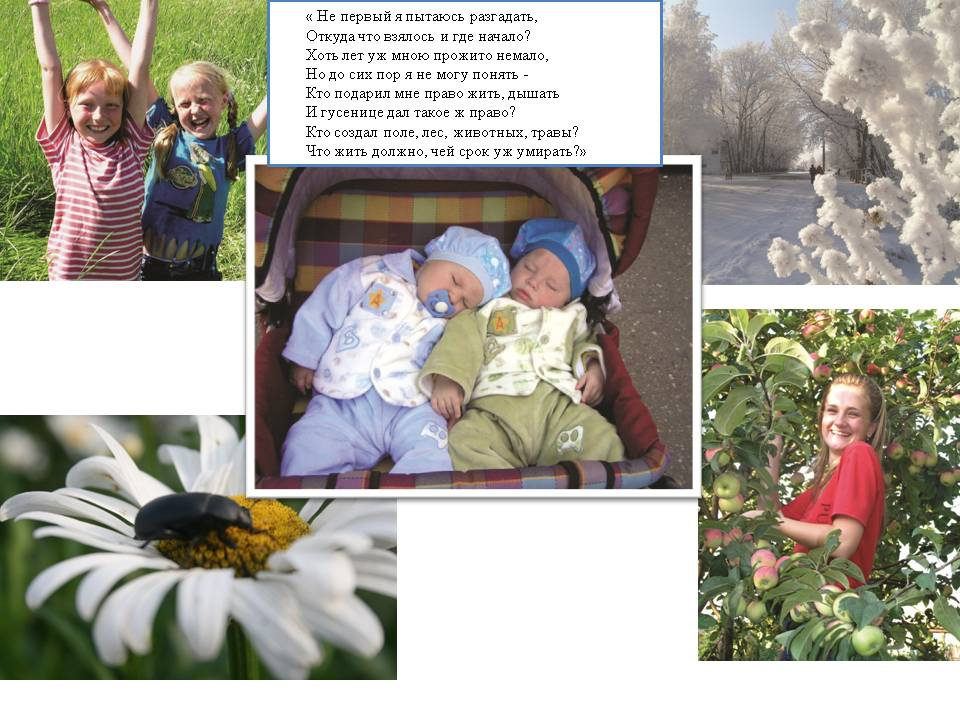 « Не первый я пытаюсь разгадать,
Откуда что взялось и где начало?
Хоть лет уж мною прожито немало,
Но до сих пор я не могу понять -
Кто подарил мне право жить, дышать
И гусенице дал такое ж право?
Кто создал поле, лес, животных, травы?
Что жить должно, чей срок уж умирать?»